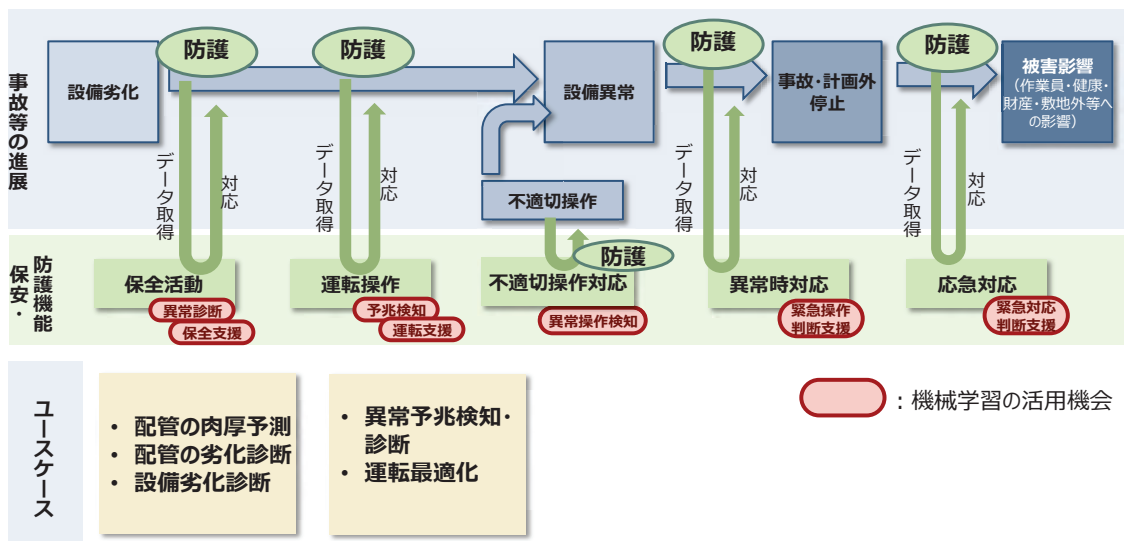 事故等の進展
設備劣化
防護
防護
設備異常
防護
事故・計画外
停止
防護
被害影響
（作業員・健康・
財産・敷地外等へ
の影響）
不適切操作
データ取得
対応
データ取得
対応
データ取得
対応
データ取得
対応
防護
保安・
防護機能
保全活動
異常診断
保全支援
運転操作
予兆検知
運転支援
不適切操作対応
異常操作検知
異常時対応
緊急操作
判断支援
応急対応
緊急対応
判断支援
ユースケース
• 配管の肉厚予測
• 配管の劣化診断
• 設備劣化診断
• 異常予兆検知・
診断
• 運転最適化
：機械学習の活用機会